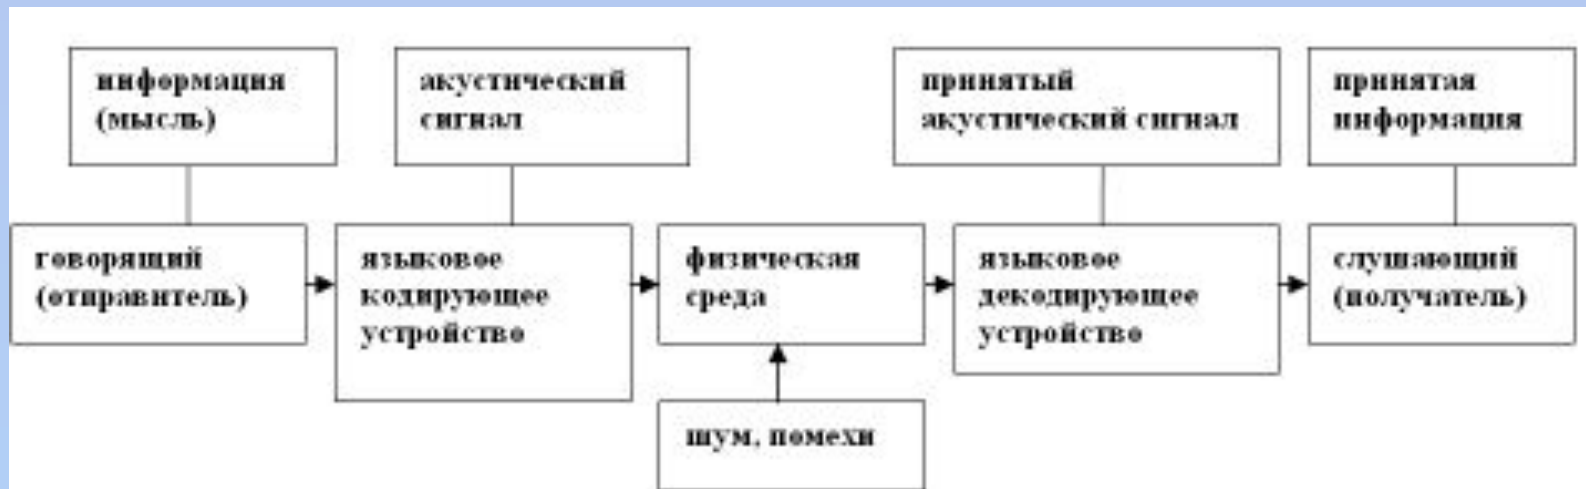 информация
(мысль)
акустический
сигнал
принятый
акустический сигнал
принятая
информация
говорящий
(отправитель)
языковое
кодирующее
устройство
физическая
среда
языковое
декодирующее
устройство
слушающий
(получатель)
шум, помехи